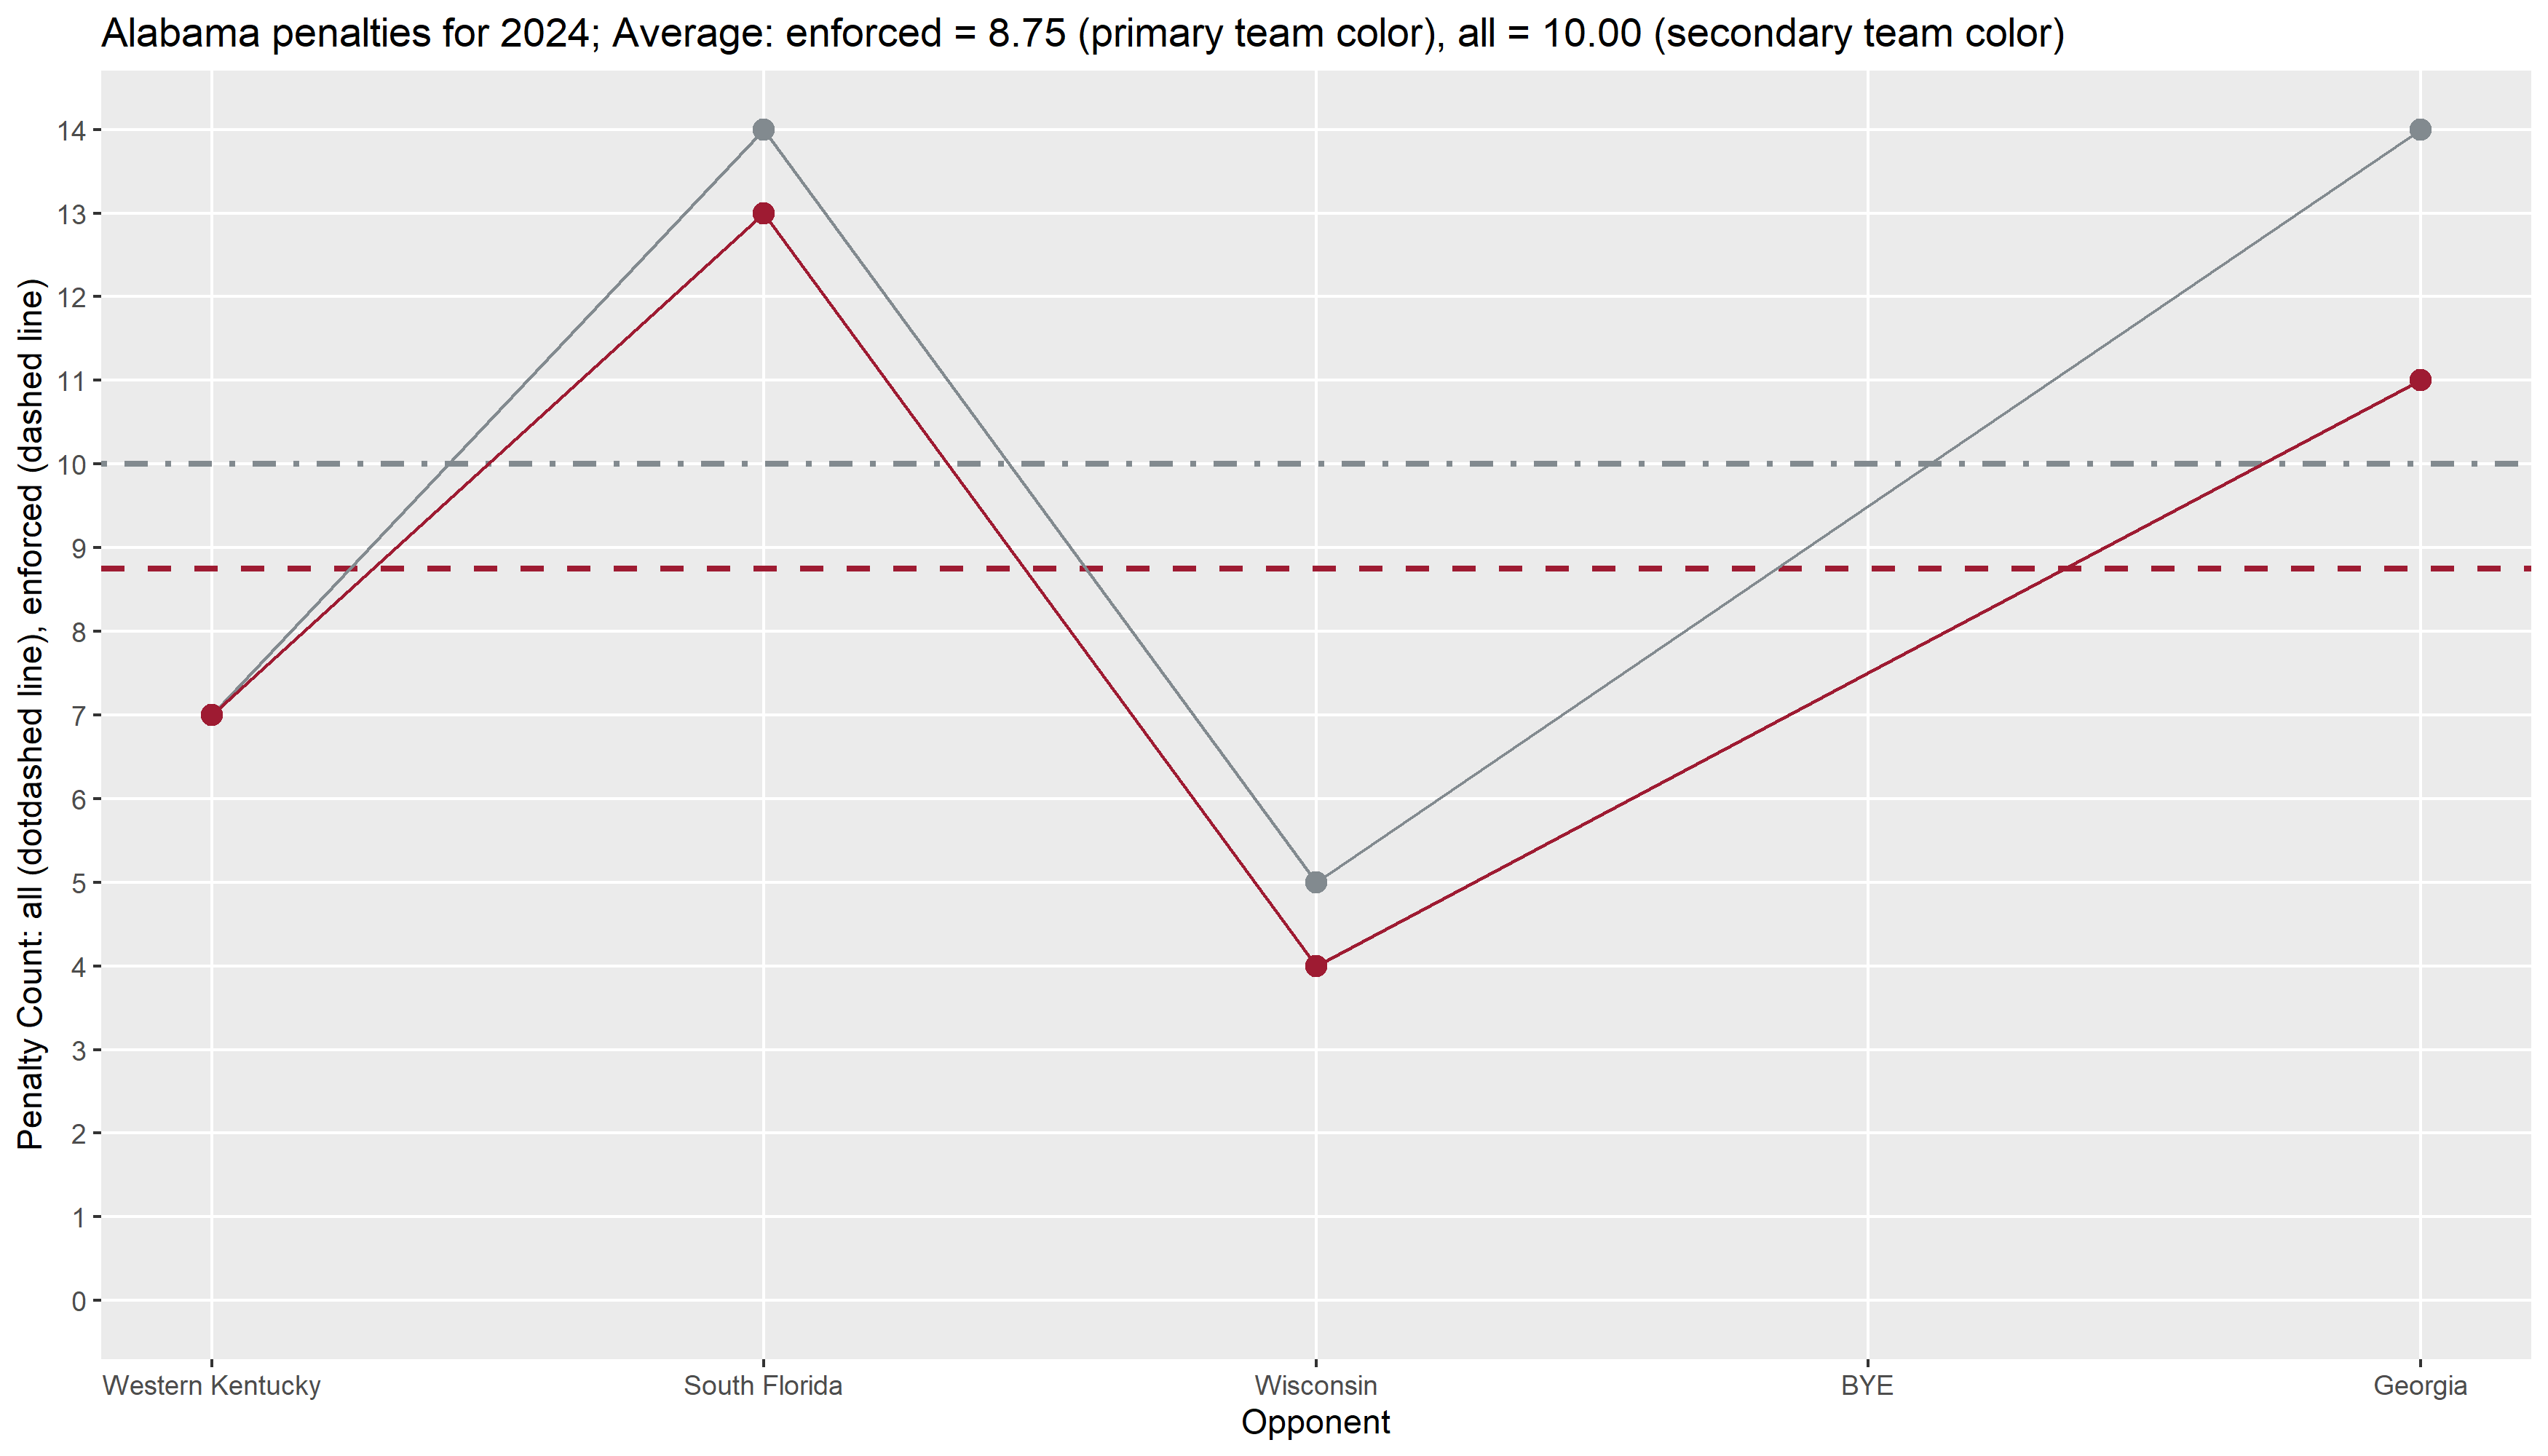 Alabama penalties for 2024; Average: enforced = 8.75 (primary team color), all = 10.00 (secondary team color)
Penalty Count: all (dotdashed line), enforced (dashed line)
14
13
12
11
10
9
8
7
6
5
4
3
2
1
0
Western Kentucky
South Florida
Wisconsin
BYE
Georgia
Opponent